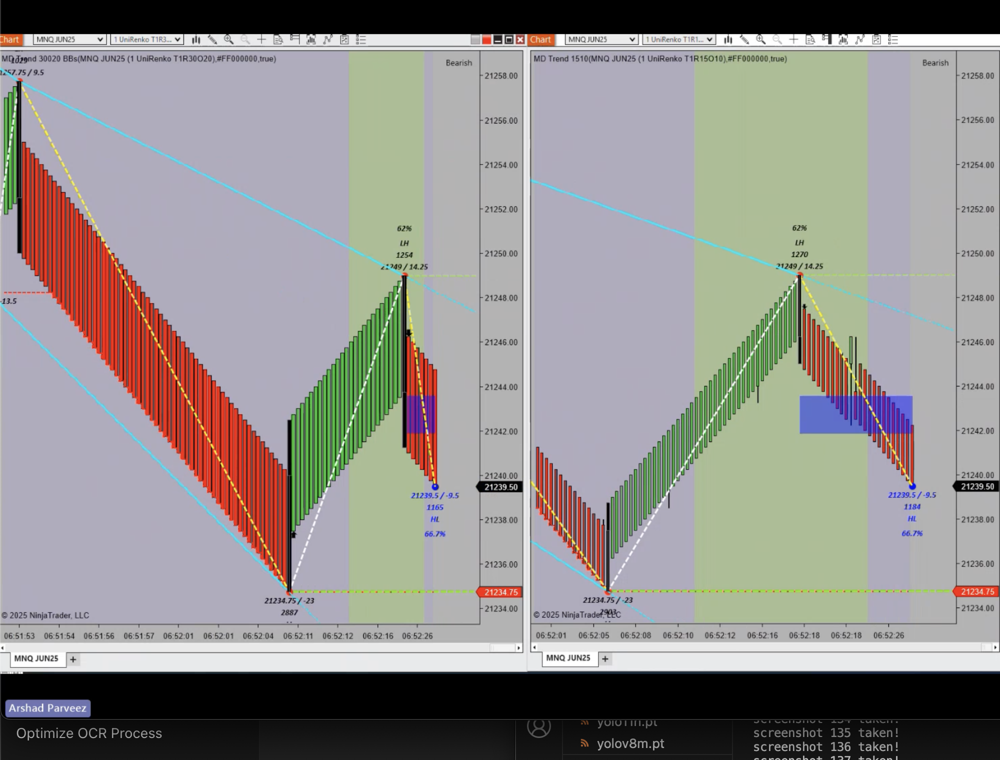 Chart MNQ JUN25 1 UniRenko T1R3...
MD Trend 30020 BBs(MNQ JUN25 (1 UniRenko T1R30O20),#FF000000,true)
Bearish
21257.75 / 9.5
62%
LH
1254
21249 / 14.25
-13.5
21239.5 / -9.5
1165
HL
66.7%
21234.75 / -23
2887
© 2025 NinjaTrader, LLC
21258.00
21256.00
21254.00
21252.00
21250.00
21248.00
21246.00
21244.00
21242.00
21240.00
21239.50
21238.00
21236.00
21234.75
21234.00
06:51:53 06:51:54 06:51:56 06:51:57 06:52:01 06:52:01 06:52:04 06:52:11 06:52:12 06:52:16 06:52:26
MNQ JUN25 +
Chart MNQ JUN25 1 UniRenko T1R1...
MD Trend 1510(MNQ JUN25 (1 UniRenko T1R15O10),#FF000000,true)
Bearish
62%
LH
1270
21249 / 14.25
21239.5 / -9.5
1184
HL
66.7%
21234.75 / -23
© 2025 NinjaTrader, LLC
21258.00
21256.00
21254.00
21252.00
21250.00
21248.00
21246.00
21244.00
21242.00
21240.00
21239.50
21238.00
21236.00
21234.75
21234.00
06:52:01 06:52:05 06:52:08 06:52:10 06:52:12 06:52:16 06:52:18 06:52:18 06:52:26
MNQ JUN25 +
Arshad Parveez
Optimize OCR Process
yolo11n.pt
yolov8m.pt
screenshot 134 taken!
screenshot 135 taken!
screenshot 136 taken!
screenshot 137 taken!